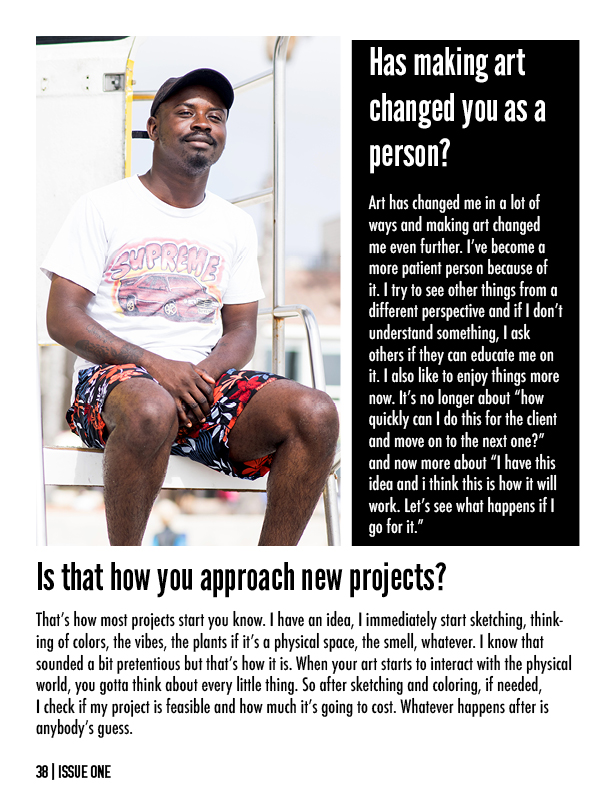 SUPREME
Has making art
changed you as a
person?
Art has changed me in a lot of
ways and making art changed
me even further. I've become a
more patient person because of
it. I try to see other things from a
different perspective and if I don't
understand something, I ask
others if they can educate me on
it. I also like to enjoy things more
now. It's no longer about “how
quickly can I do this for the client
and move on to the next one?”
and now more about “I have this
idea and i think this is how it will
work. Let's see what happens if I
go for it.”
Is that how you approach new projects?
That's how most projects start you know. I have an idea, I immediately start sketching, think-
ing of colors, the vibes, the plants if it's a physical space, the smell, whatever. I know that
sounded a bit pretentious but that's how it is. When your art starts to interact with the physical
world, you gotta think about every little thing. So after sketching and coloring, if needed,
I check if my project is feasible and how much it's going to cost. Whatever happens after is
anybody's guess.
38 | ISSUE ONE